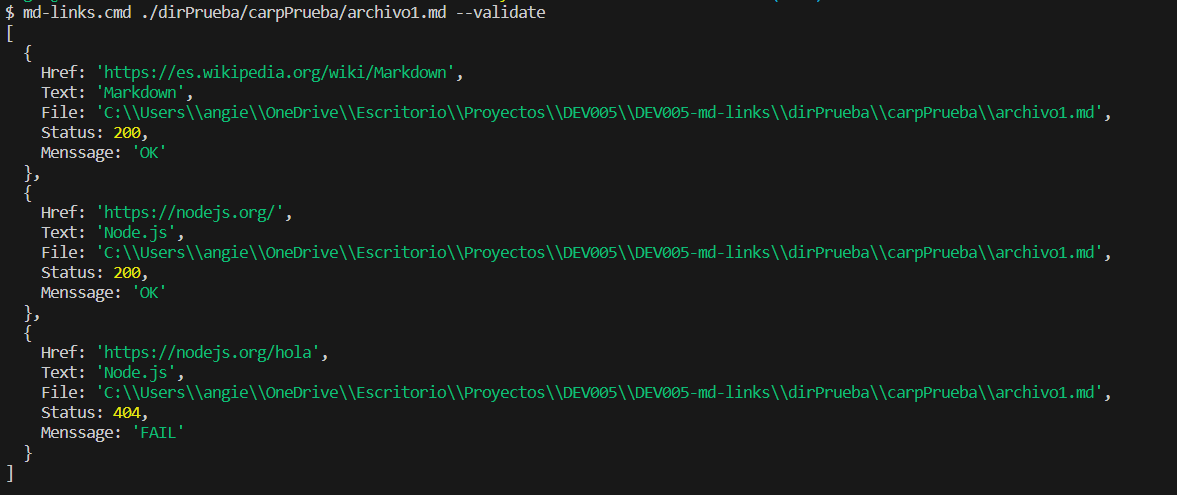 $ md-links.cmd ./dirPrueba/carpPrueba/archivo1.md --validate
[
  {
    Href: 'https://es.wikipedia.org/wiki/Markdown',
    Text: 'Markdown',
    File: 'C:\\Users\\angie\\OneDrive\\Escritorio\\Proyectos\\DEV005\\DEV005-md-links\\dirPrueba\\carpPrueba\\archivo1.md',
    Status: 200,
    Menssage: 'OK'
  },
  {
    Href: 'https://nodejs.org/',
    Text: 'Node.js',
    File: 'C:\\Users\\angie\\OneDrive\\Escritorio\\Proyectos\\DEV005\\DEV005-md-links\\dirPrueba\\carpPrueba\\archivo1.md',
    Status: 200,
    Menssage: 'OK'
  },
  {
    Href: 'https://nodejs.org/hola',
    Text: 'Node.js',
    File: 'C:\\Users\\angie\\OneDrive\\Escritorio\\Proyectos\\DEV005\\DEV005-md-links\\dirPrueba\\carpPrueba\\archivo1.md',
    Status: 404,
    Menssage: 'FAIL'
  }
]